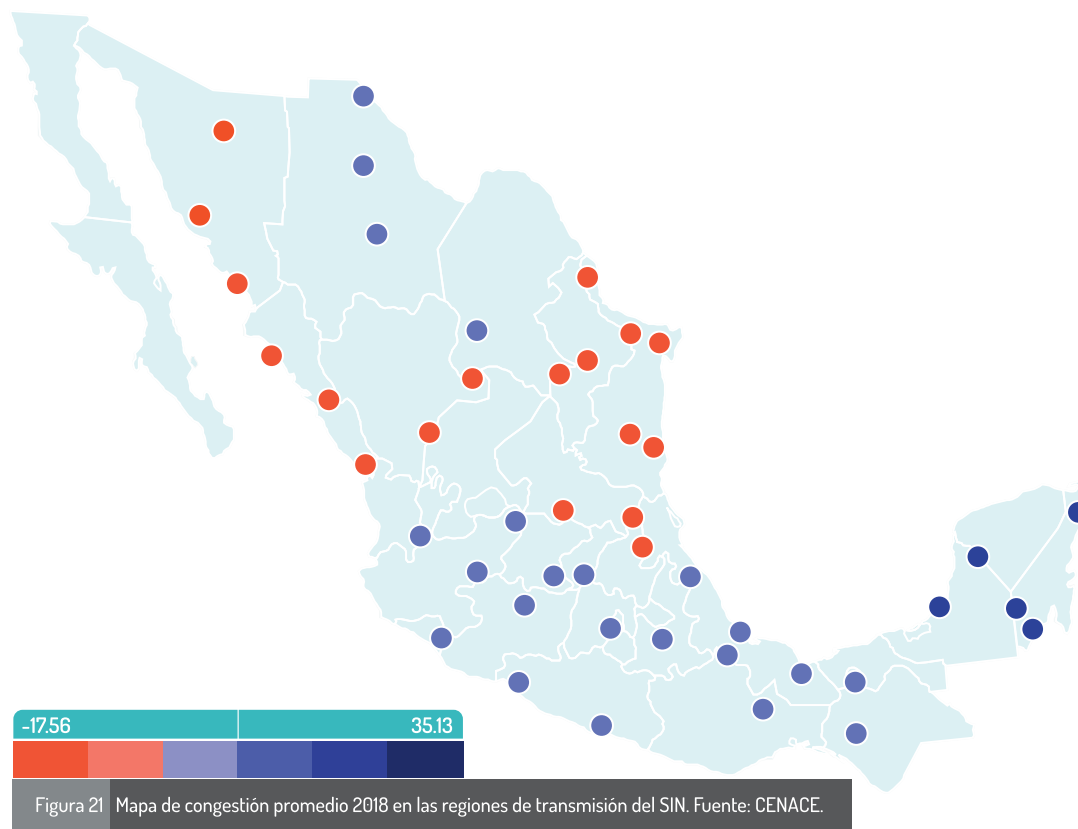 -17.56 35.13
Figura 21 Mapa de congestión promedio 2018 en las regiones de transmisión del SIN. Fuente: CENACE.